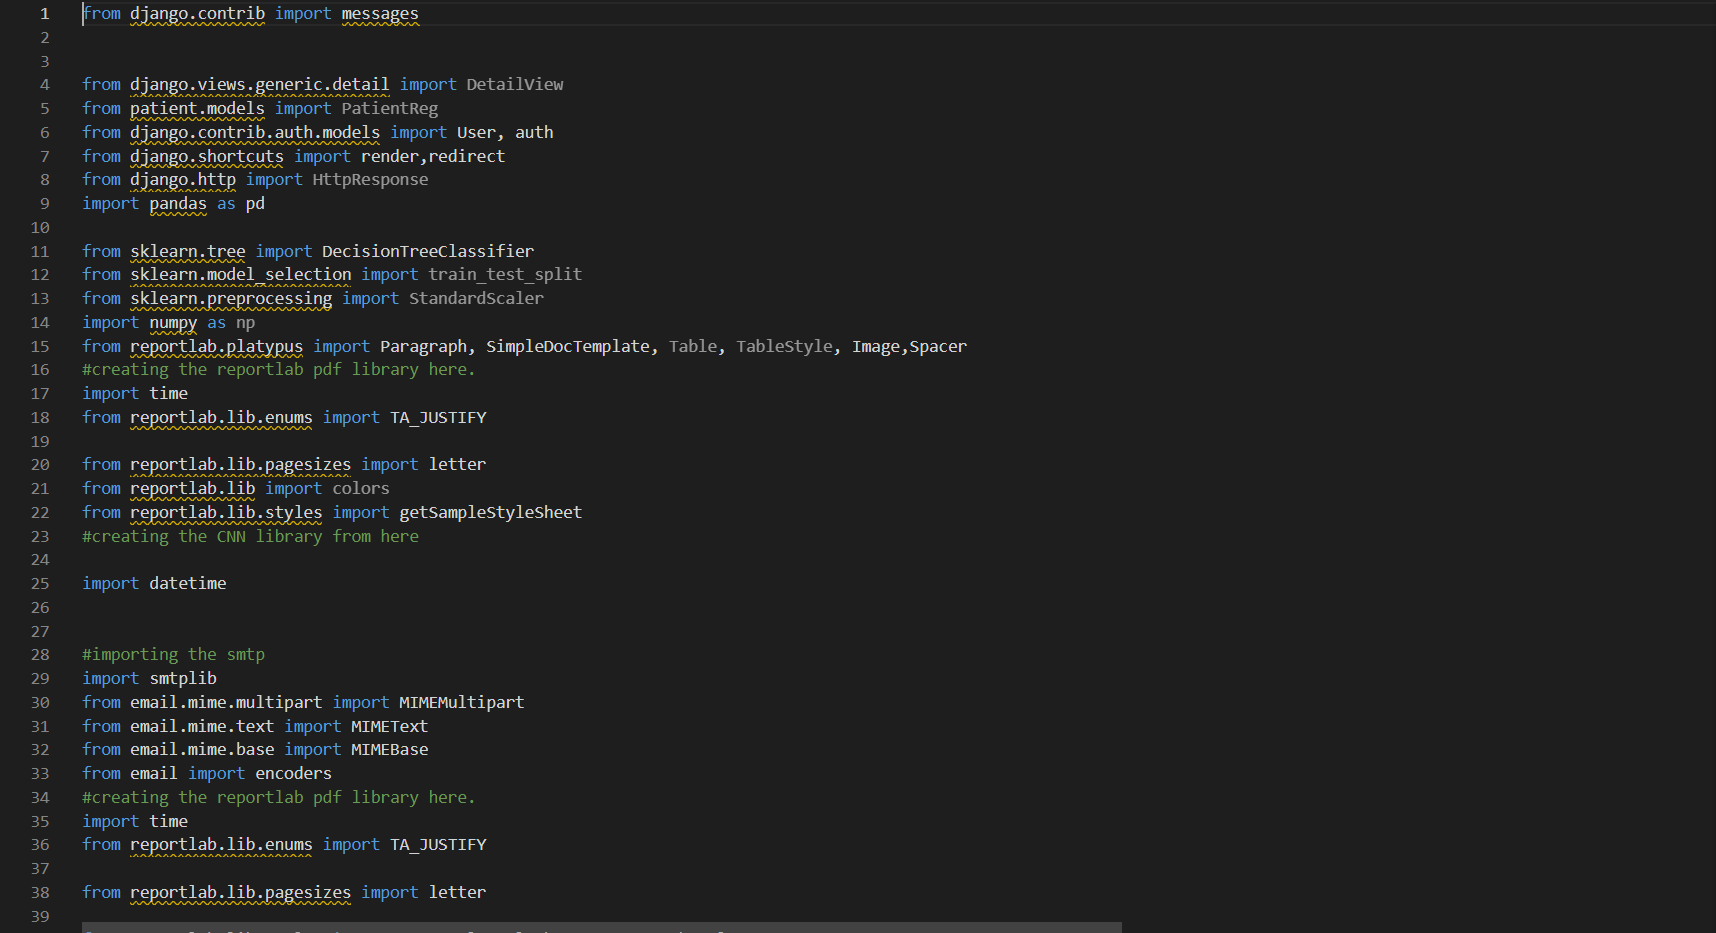 1 from django.contrib import messages
2
3
4 from django.views.generic.detail import DetailView
5 from patient.models import PatientReg
6 from django.contrib.auth.models import User, auth
7 from django.shortcuts import render,redirect
8 from django.http import HttpResponse
9 import pandas as pd
10
11 from sklearn.tree import DecisionTreeClassifier
12 from sklearn.model_selection import train_test_split
13 from sklearn.preprocessing import StandardScaler
14 import numpy as np
15 from reportlab.platypus import Paragraph, SimpleDocTemplate, Table, TableStyle, Image,Spacer
16 #creating the reportlab pdf library here.
17 import time
18 from reportlab.lib.enums import TA_JUSTIFY
19
20 from reportlab.lib.pagesizes import letter
21 from reportlab.lib import colors
22 from reportlab.lib.styles import getSampleStyleSheet
23 #creating the CNN library from here
24
25 import datetime
26
27
28 #importing the smtp
29 import smtplib
30 from email.mime.multipart import MIMEMultipart
31 from email.mime.text import MIMEText
32 from email.mime.base import MIMEBase
33 from email import encoders
34 #creating the reportlab pdf library here.
35 import time
36 from reportlab.lib.enums import TA_JUSTIFY
37
38 from reportlab.lib.pagesizes import letter
39